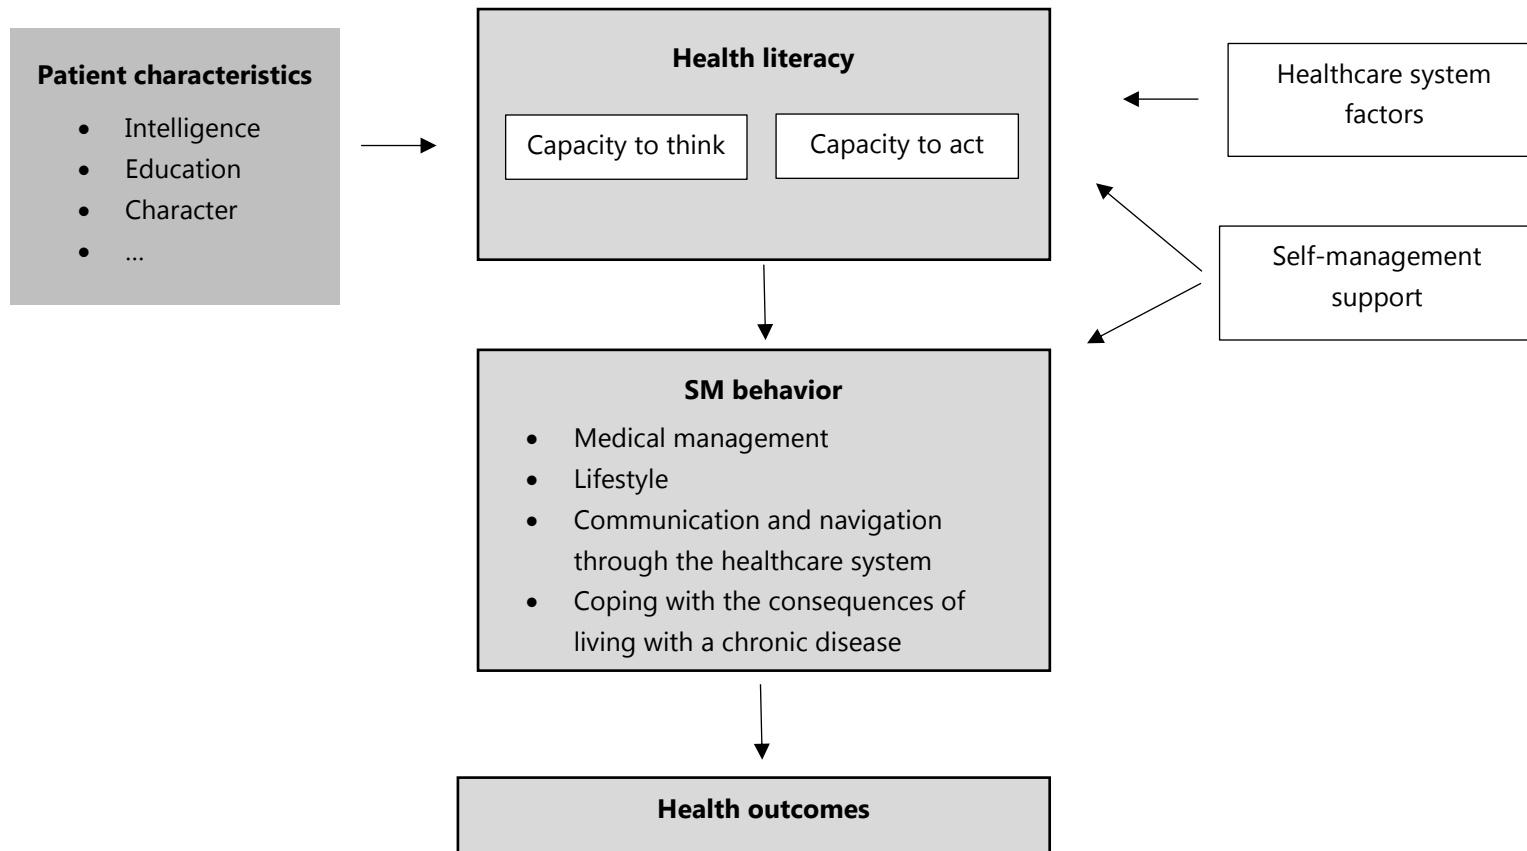 Patient characteristics
• Intelligence
• Education
• Character
• ...
Health literacy
Capacity to think
Capacity to act
Healthcare system
factors
Self-management
support
SM behavior
• Medical management
• Lifestyle
• Communication and navigation
through the healthcare system
• Coping with the consequences of
living with a chronic disease
Health outcomes